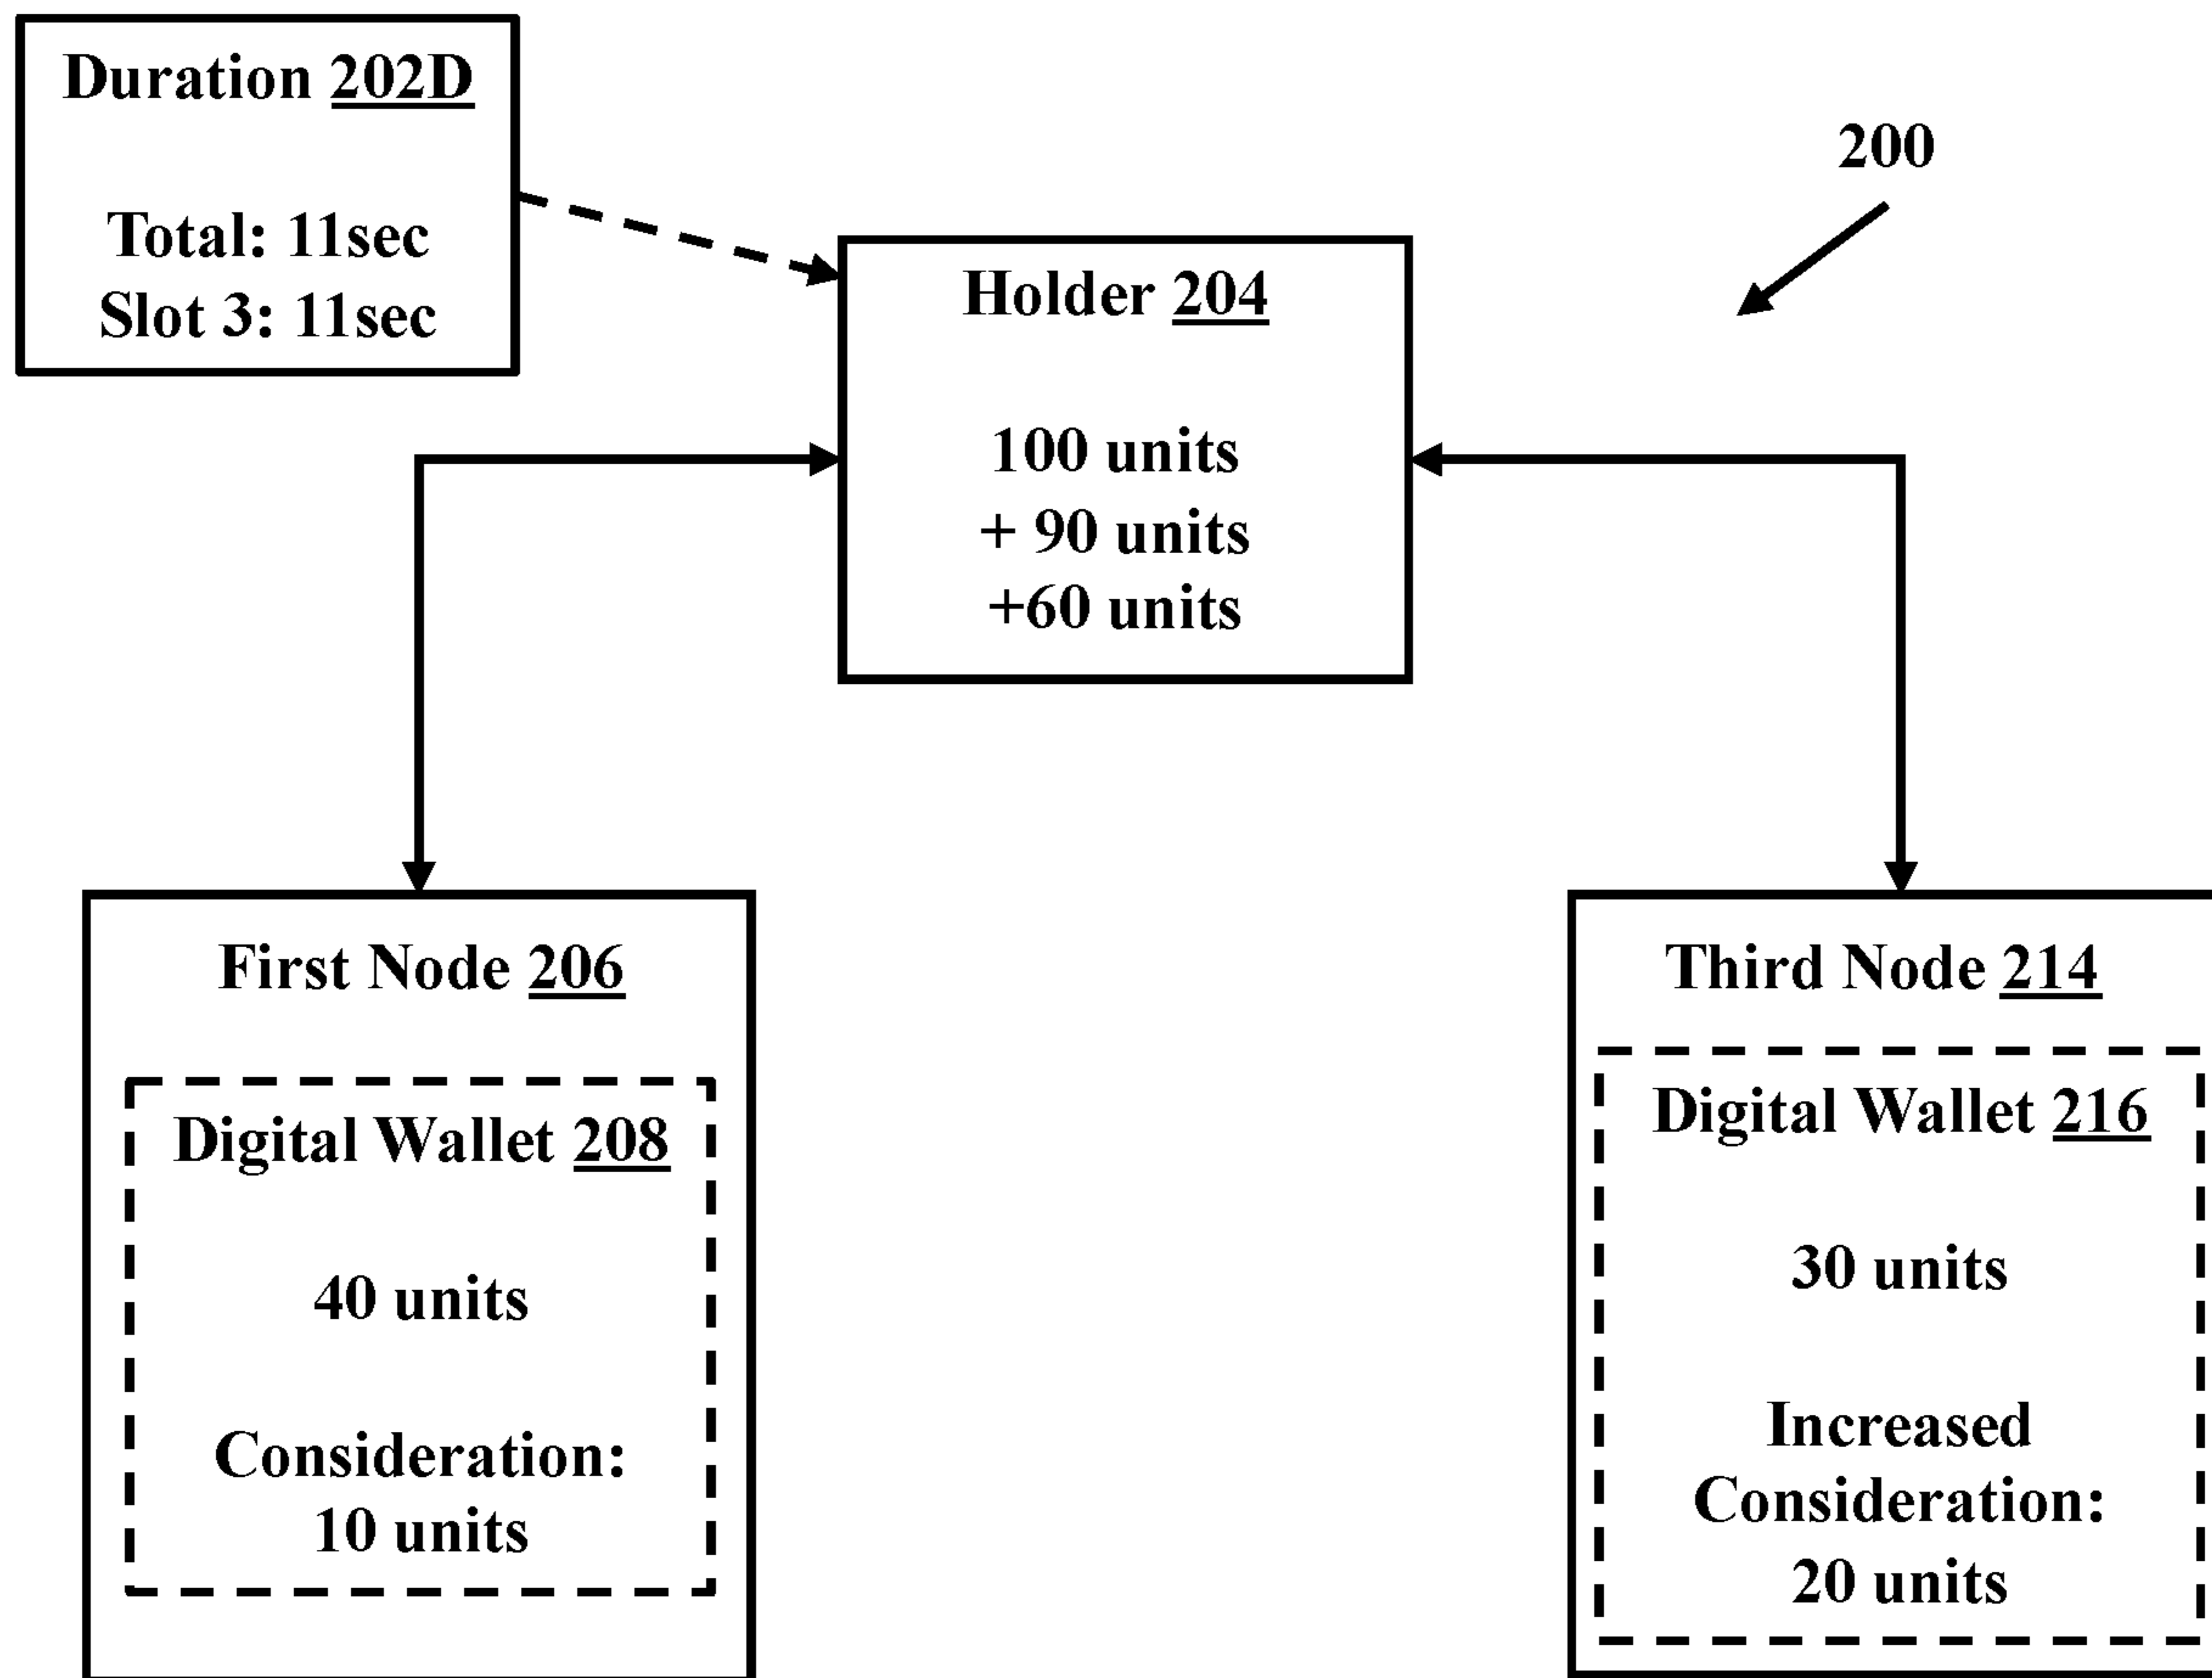 Duration 202D
Total: 11sec
Slot 3: 11sec
200
Holder 204
100 units
+ 90 units
+60 units
First Node 206
Digital Wallet 208
40 units
Consideration:
10 units
Third Node 214
Digital Wallet 216
30 units
Increased
Consideration:
20 units